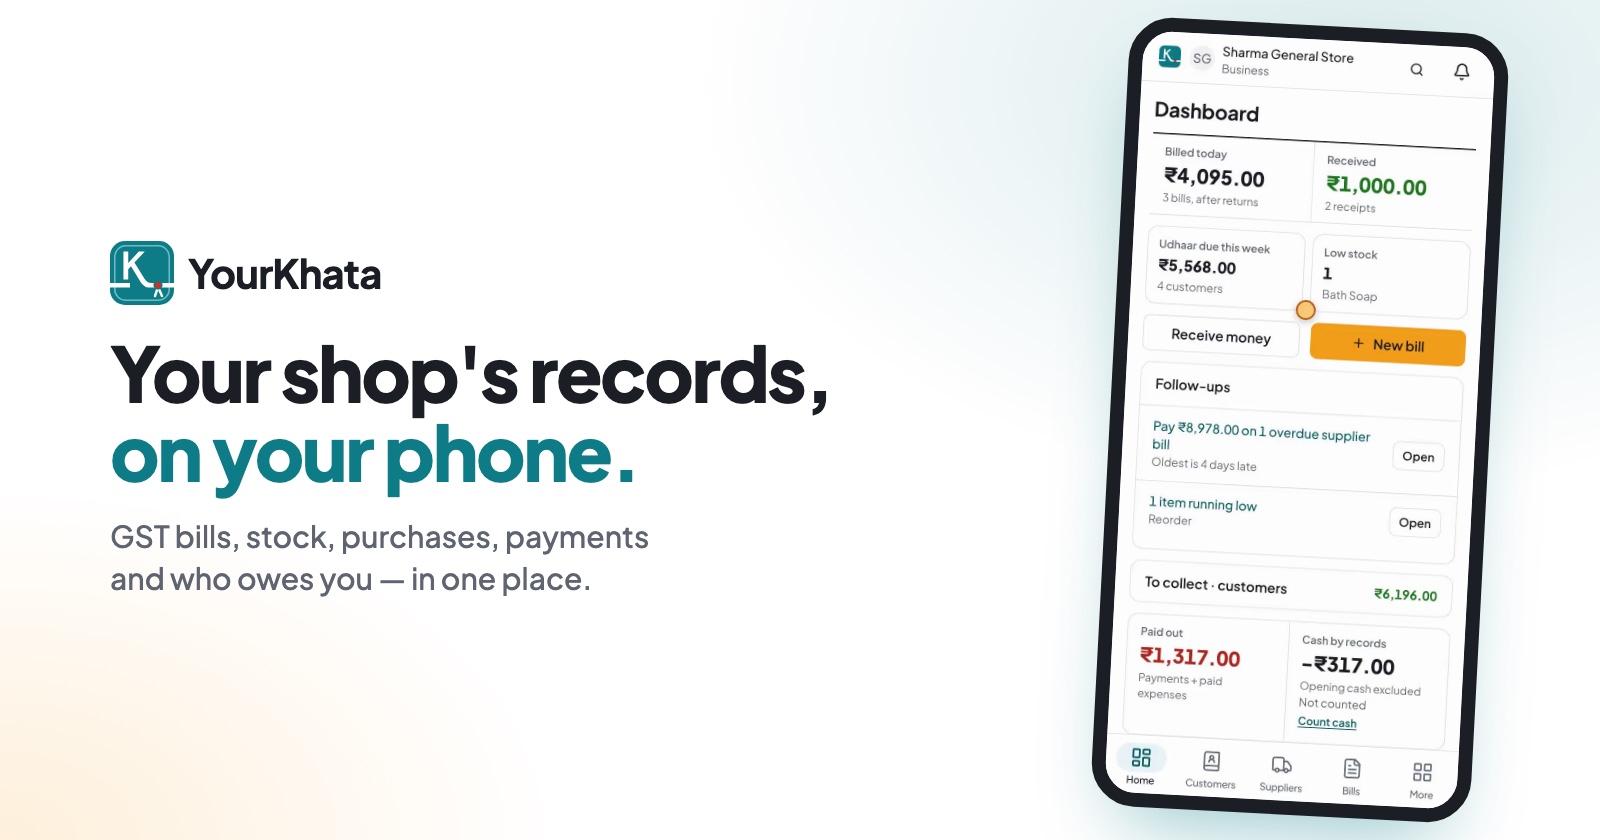 YourKhata
Your shop's records,
on your phone.
GST bills, stock, purchases, payments
and who owes you — in one place.
K
SG
Sharma General Store
Business
Dashboard
Billed today
₹4,095.00
3 bills, after returns
Received
₹1,000.00
2 receipts
Udhaar due this week
₹5,568.00
4 customers
Low stock
1
Bath Soap
Receive money
+ New bill
Follow-ups
Pay ₹8,978.00 on 1 overdue supplier
bill
Oldest is 4 days late
Open
1 item running low
Reorder
Open
To collect · customers
₹6,196.00
Paid out
₹1,317.00
Payments + paid
expenses
Cash by records
-₹317.00
Opening cash excluded
Not counted
Count cash
Home
Customers
Suppliers
Bills
More